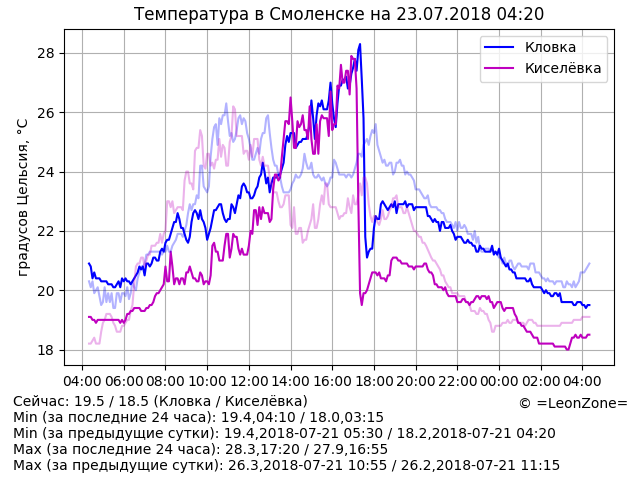 Температура в Смоленске на 23.07.2018 04:20
Кловка
Киселёвка
градусов Цельсия, °C
28
26
24
22
20
18
04:00 06:00 08:00 10:00 12:00 14:00 16:00 18:00 20:00 22:00 00:00 02:00 04:00
Сейчас: 19.5 / 18.5 (Кловка / Киселёвка)
© =LeonZone=
Min (за последние 24 часа): 19.4,04:10 / 18.0,03:15
Min (за предыдущие сутки): 19.4,2018-07-21 05:30 / 18.2,2018-07-21 04:20
Max (за последние 24 часа): 28.3,17:20 / 27.9,16:55
Max (за предыдущие сутки): 26.3,2018-07-21 10:55 / 26.2,2018-07-21 11:15